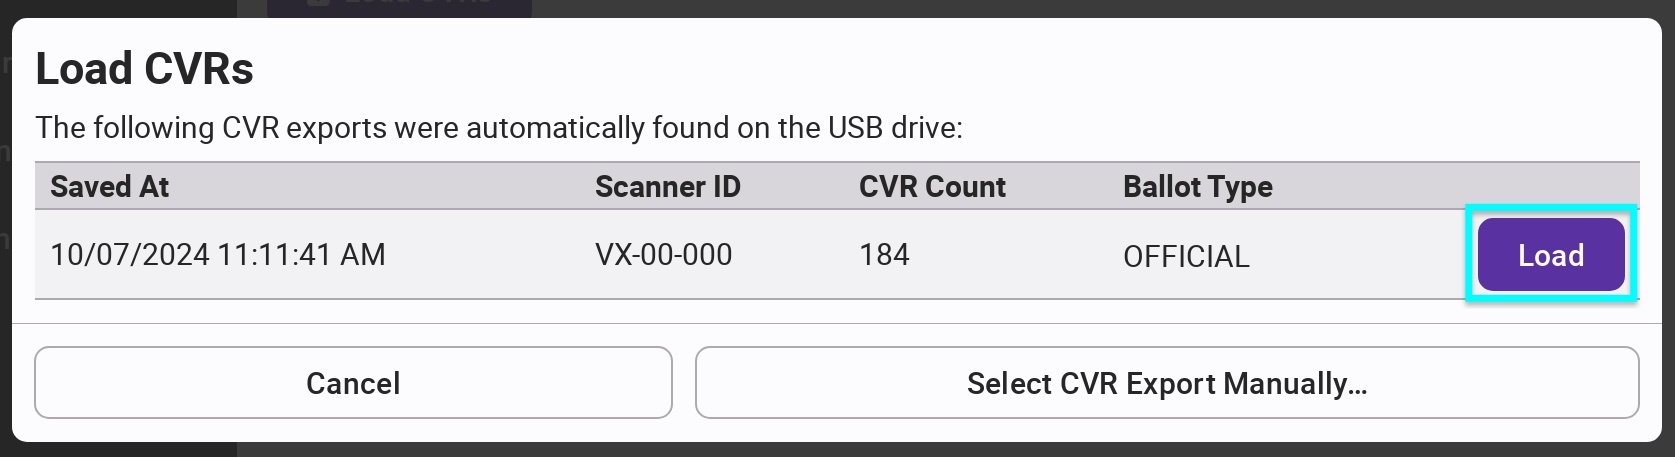 Load CVRs
The following CVR exports were automatically found on the USB drive:
Saved At Scanner ID CVR Count Ballot Type
10/07/2024 11:11:41 AM VX-00-000 184 OFFICIAL Load
Cancel Select CVR Export Manually...